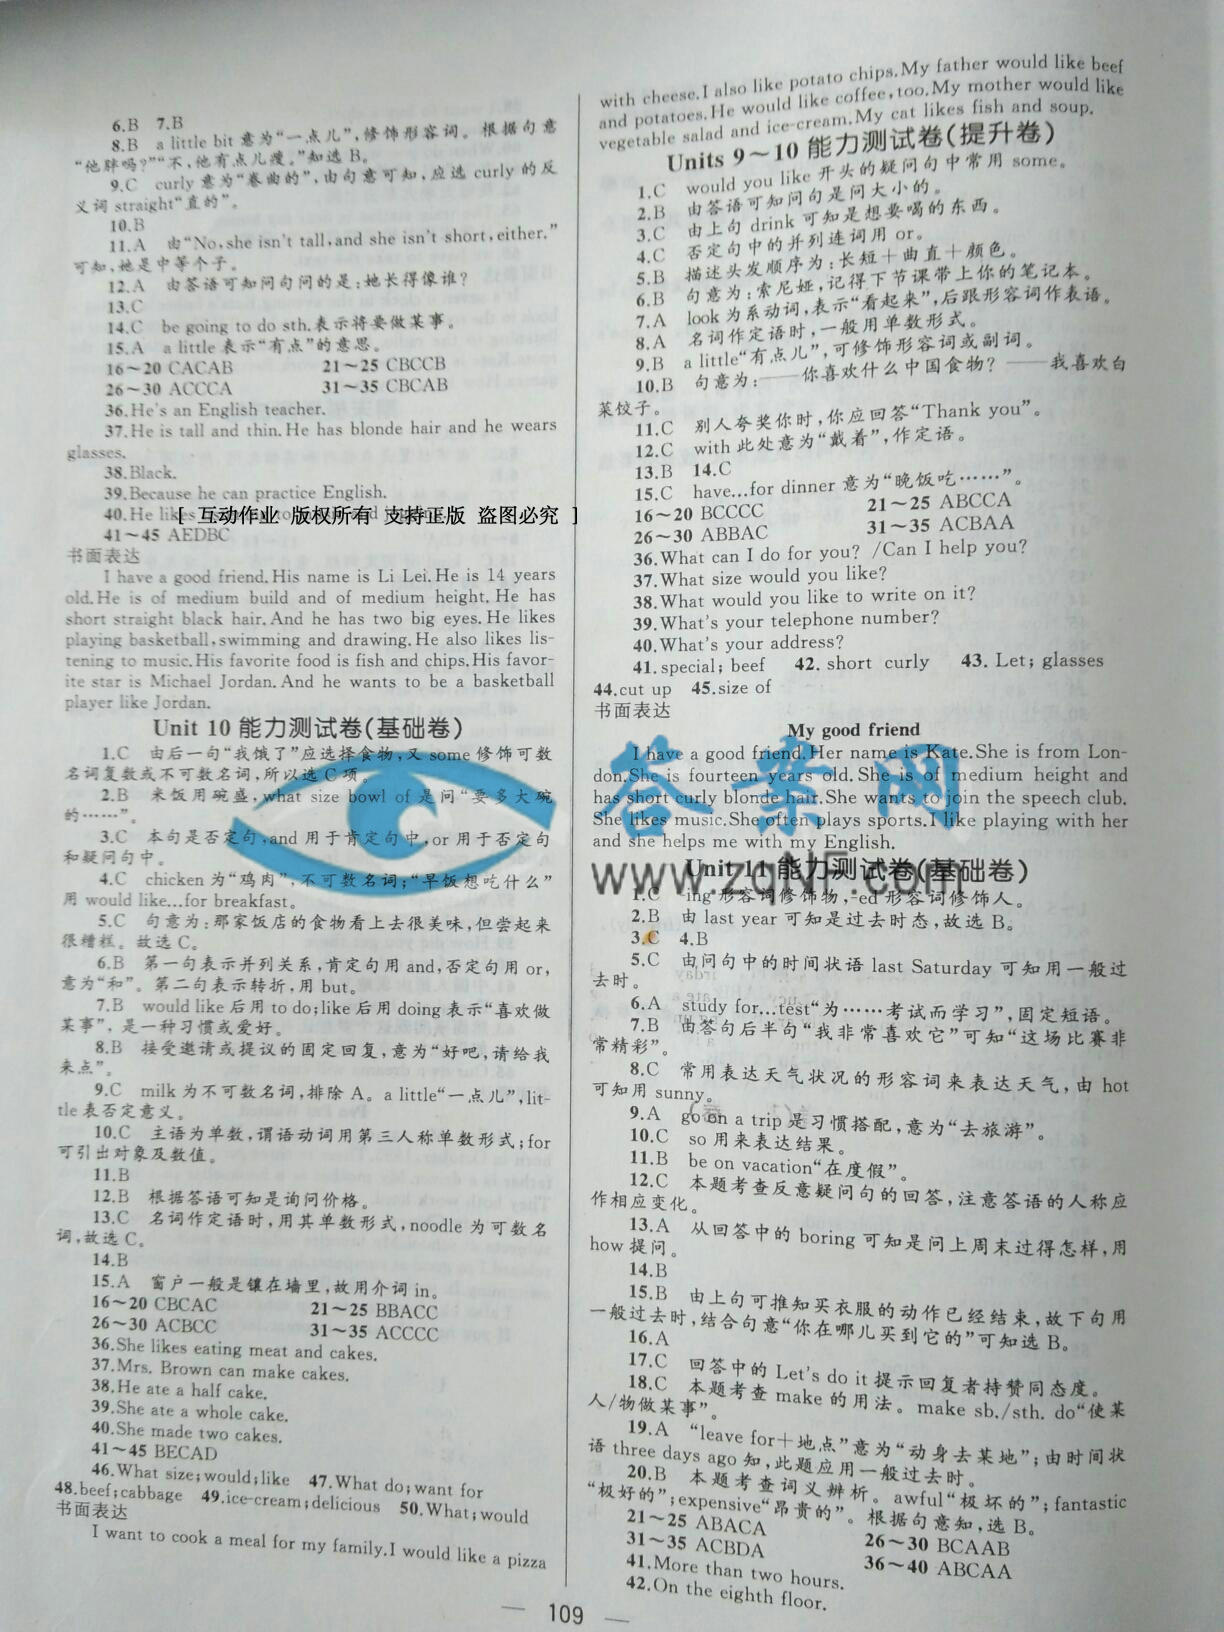 6.B 7.B
8.B a little bit 意为“一点儿”,修饰形容词。根据句意
“他胖吗?”“不,他有点儿瘦。”知选 B。
9.C curly 意为“卷曲的”,由句意可知,应选 curly 的反
义词 straight“直的”。
10.B
11.A 由“No,she isn't tall,and she isn't short,either.”
可知,她是中等个子。
12.A 由答语可知问句问的是:她长得像谁?
13.C
14.C be going to do sth.表示将要做某事。
15.A a little 表示“有点”的意思。
16～20 CACAB 21～25 CBCCB
26～30 ACCCA 31～35 CBCAB
36.He's an English teacher.
37.He is tall and thin.He has blonde hair and he wears
glasses.
38.Black.
39.Because he can practice English.
40.He likes
[ 互动作业 版权所有 支持正版 盗图必究 ]
41～45 AEDBC
书面表达
I have a good friend.His name is Li Lei.He is 14 years
old.He is of medium build and of medium height. He has
short straight black hair.And he has two big eyes.He likes
playing basketball,swimming and drawing.He also likes lis-
tening to music.His favorite food is fish and chips.His favor-
ite star is Michael Jordan.And he wants to be a basketball
player like Jordan.
Unit 10 能力测试卷(基础卷)
1.C 由后一句“我饿了”应选择食物,又 some 修饰可数
名词复数或不可数名词,所以选 C 项。
2.B 米饭用碗盛,what size bowl of 是问“要多大碗
的……”。
3.C 本句是否定句,and 用于肯定句中,or 用于否定句
和疑问句中。
4.C chicken 为“鸡肉”,不可数名词;“早饭想吃什么”
用 would like...for breakfast。
5.C 句意为:那家饭店的食物看上去很美味,但尝起来
很糟糕。故选 C。
6.B 第一句表示并列关系,肯定句用 and,否定句用 or,
意为“和”。第二句表示转折,用 but。
7.B would like 后用 to do;like 后用 doing 表示“喜欢做
某事”,是一种习惯或爱好。
8.B 接受邀请或提议的固定回复,意为“好吧,请给我
来点”。
9.C milk 为不可数名词,排除 A。a little“一点儿”,lit-
tle 表否定意义。
10.C 主语为单数,谓语动词用第三人称单数形式;for
可引出对象及数值。
11.B
12.B 根据答语可知是询问价格。
13.C 名词作定语时,用其单数形式,noodle 为可数名
词,故选 C。
14.B
15.A 窗户一般是镶在墙里,故用介词 in。
16～20 CBCAC 21～25 BBACC
26～30 ACBCC 31～35 ACCCC
36.She likes eating meat and cakes.
37.Mrs. Brown can make cakes.
38.He ate a half cake.
39.She ate a whole cake.
40.She made two cakes.
41～45 BECAD
46.What size;would;like 47.What do;want for
48.beef;cabbage 49.ice-cream;delicious 50.What;would
书面表达
I want to cook a meal for my family.I would like a pizza
with cheese.I also like potato chips.My father would like beef
and potatoes.He would like coffee,too.My mother would like
vegetable salad and ice-cream.My cat likes fish and soup.
Units 9～10 能力测试卷(提升卷)
1.C would you like 开头的疑问句中常用 some。
2.B 由答语可知问句是问大小的。
3.C 由上句 drink 可知是想要喝的东西。
4.C 否定句中的并列连词用 or。
5.B 描述头发顺序为:长短+曲直+颜色。
6.B 句意为:索尼娅,记得下节课带上你的笔记本。
7.A look 为系动词,表示“看起来”,后跟形容词作表语。
8.A 名词作定语时,一般用单数形式。
9.B a little“有点儿”,可修饰形容词或副词。
10.B 句意为:——你喜欢什么中国食物? ——我喜欢白
菜饺子。
11.C 别人夸奖你时,你应回答“Thank you”。
12.C with 此处意为“戴着”,作定语。
13.B 14.C
15.C have...for dinner 意为“晚饭吃……”。
16～20 BCCCC 21～25 ABCCA
26～30 ABBAC 31～35 ACBAA
36.What can I do for you? /Can I help you?
37.What size would you like?
38.What would you like to write on it?
39.What's your telephone number?
40.What's your address?
41.special; beef 42. short curly 43. Let; glasses
44.cut up 45.size of
书面表达
My good friend
I have a good friend.Her name is Kate.She is from Lon-
don.She is fourteen years old.She is of medium height and
has short curly blonde hair.She wants to join the speech club.
She likes music.She often plays sports.I like playing with her
and she helps me with my English.
答案网
www.zqnf.com
Unit 11 能力测试卷(基础卷)
1.C -ing 形容词修饰物,-ed 形容词修饰人。
2.B 由 last year 可知是过去时态,故选 B。
3.C 4.B
5.C 由问句中的时间状语 last Saturday 可知用一般过
去时。
6.A study for...test“为……考试而学习”,固定短语。
7.B 由答句后半句“我非常喜欢它”可知“这场比赛非
常精彩”。
8.C 常用表达天气状况的形容词来表达天气,由 hot
可知用 sunny。
9.A go on a trip 是习惯搭配,意为“去旅游”。
10.C so 用来表达结果。
11.B be on vacation“在度假”。
12.C 本题考查反意疑问句的回答,注意答语的人称应
作相应变化。
13.A 从回答中的 boring 可知是问上周末过得怎样,用
how 提问。
14.B
15.B 由上句可推知买衣服的动作已经结束,故下句用
一般过去时,结合句意“你在哪儿买到它的”可知选 B。
16.A
17.C 回答中的 Let's do it 提示回复者持赞同态度。
18.C 本题考查 make 的用法。make sb./sth. do“使某
人/物做某事”。
19.A “leave for+地点”意为“动身去某地”;由时间状
语 three days ago 知,此题应用一般过去时。
20.B 本题考查词义辨析。awful“极坏的”;fantastic
“极好的”;expensive“昂贵的”。根据句意知,选 B。
21～25 ABACA 26～30 BCAAB
31～35 ACBDA 36～40 ABCAA
41.More than two hours.
42.On the eighth floor.
— 109 —